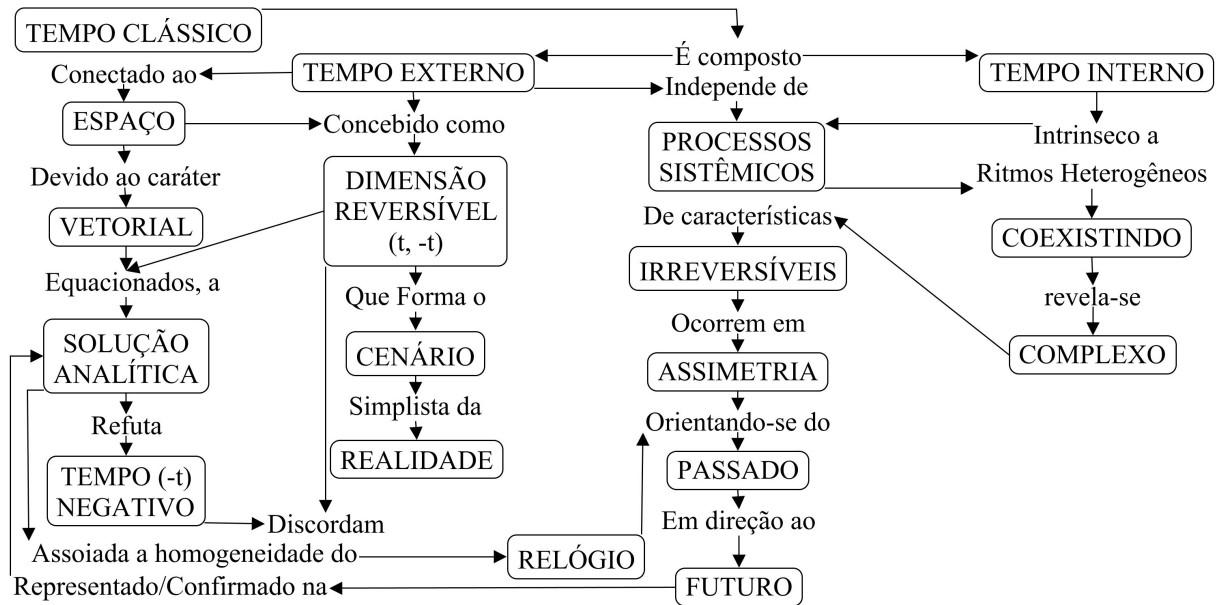 TEMPO CLÁSSICO
É composto
Conectado ao
TEMPO EXTERNO
TEMPO INTERNO
Independe de
ESPAÇO
Concebido como
PROCESSOS
SISTÊMICOS
Intrinseco a
Ritmos Heterogêneos
Devido ao caráter
DIMENSÃO
REVERSÍVEL
(t, -t)
VETORIAL
De características
COEXISTINDO
IRREVERSÍVEIS
Equacionados, a
Que Forma o
revela-se
Ocorrem em
SOLUÇÃO
ANALÍTICA
CENÁRIO
COMPLEXO
ASSIMETRIA
Simplista da
Refuta
Orientando-se do
REALIDADE
PASSADO
TEMPO (-t)
NEGATIVO
Discordam
Em direção ao
Assoiada a homogeneidade do
RELÓGIO
Representado/Confirmado na
FUTURO